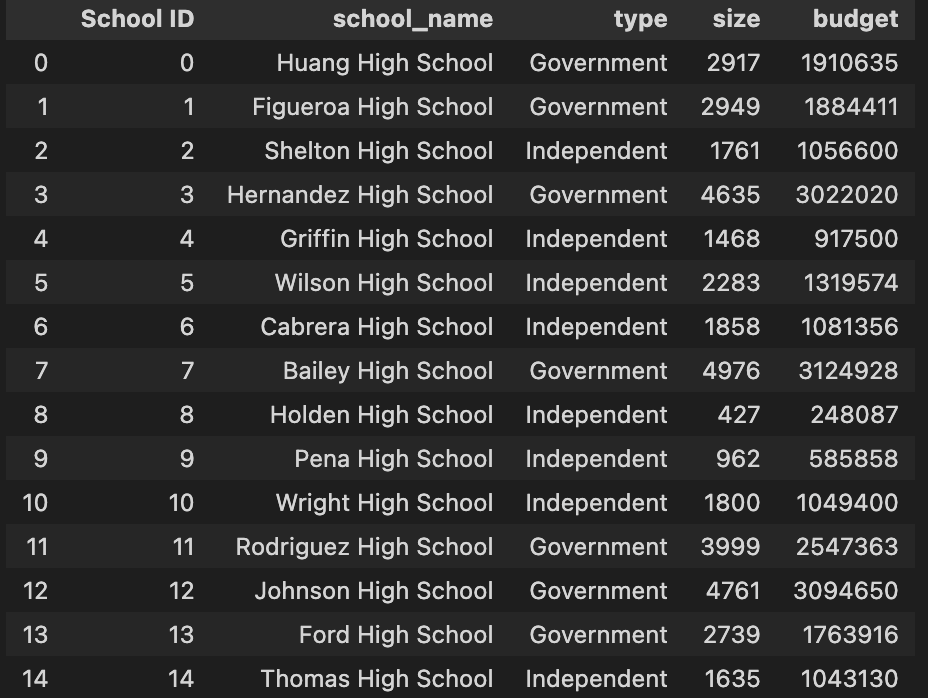 School ID school_name type size budget
0 0 Huang High School Government 2917 1910635
1 1 Figueroa High School Government 2949 1884411
2 2 Shelton High School Independent 1761 1056600
3 3 Hernandez High School Government 4635 3022020
4 4 Griffin High School Independent 1468 917500
5 5 Wilson High School Independent 2283 1319574
6 6 Cabrera High School Independent 1858 1081356
7 7 Bailey High School Government 4976 3124928
8 8 Holden High School Independent 427 248087
9 9 Pena High School Independent 962 585858
10 10 Wright High School Independent 1800 1049400
11 11 Rodriguez High School Government 3999 2547363
12 12 Johnson High School Government 4761 3094650
13 13 Ford High School Government 2739 1763916
14 14 Thomas High School Independent 1635 1043130